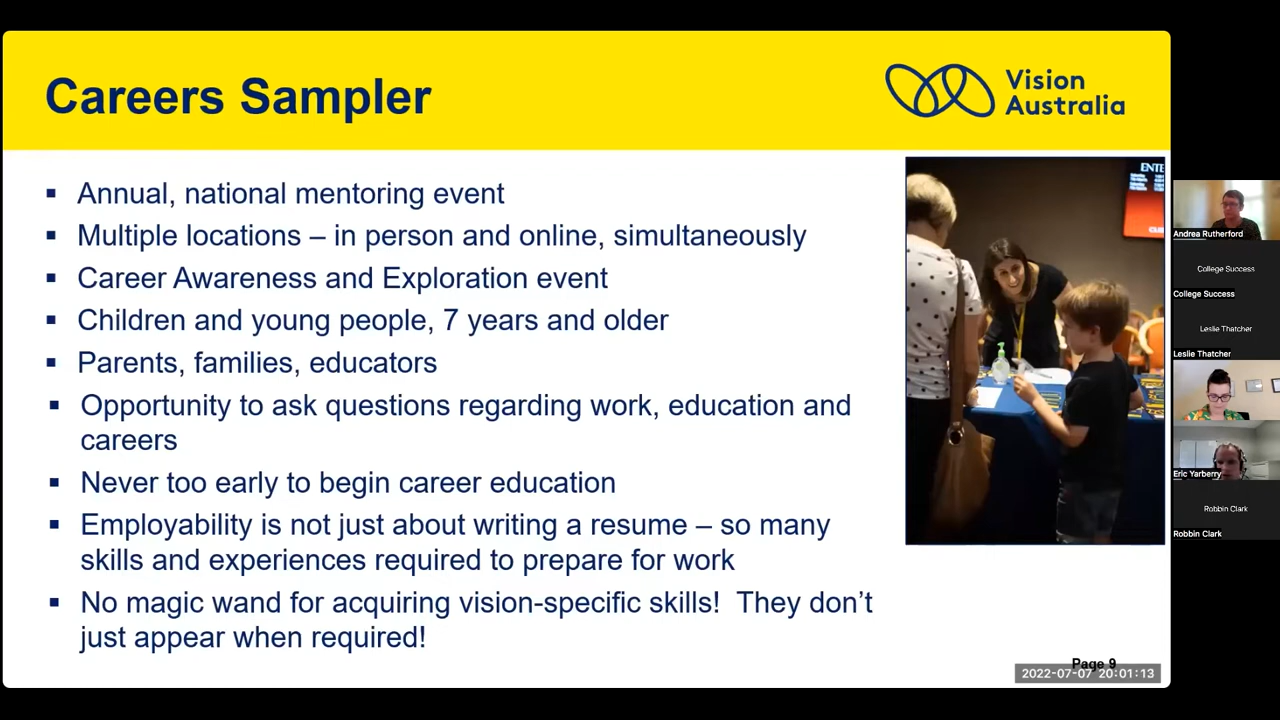 Careers Sampler
Vision
Australia
▪ Annual, national mentoring event
▪ Multiple locations – in person and online, simultaneously
▪ Career Awareness and Exploration event
▪ Children and young people, 7 years and older
▪ Parents, families, educators
▪ Opportunity to ask questions regarding work, education and
careers
▪ Never too early to begin career education
▪ Employability is not just about writing a resume – so many
skills and experiences required to prepare for work
▪ No magic wand for acquiring vision-specific skills!  They don’t
just appear when required!
ENTE
Page 9
2022-07-07 20:01:13
Andrea Rutherford
College Success
College Success
Leslie Thatcher
Leslie Thatcher
Eric Yarberry
Robbin Clark
Robbin Clark